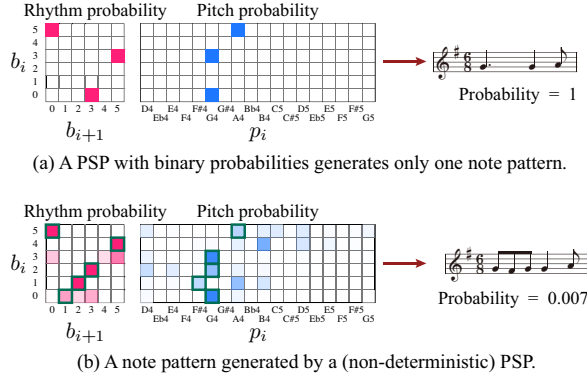 Rhythm probability Pitch probability
b_i
5
4
3
2
1
0
0 1 2 3 4 5
b_{i+1}
D4 E4 F#4 G#4 Bb4 C5 D5 E5 F#5
Eb4 F4 G4 A4 B4 C#5 Eb5 F5 G5
p_i
6
8
Probability = 1
(a) A PSP with binary probabilities generates only one note pattern.
Rhythm probability Pitch probability
b_i
5
4
3
2
1
0
0 1 2 3 4 5
b_{i+1}
D4 E4 F#4 G#4 Bb4 C5 D5 E5 F#5
Eb4 F4 G4 A4 B4 C#5 Eb5 F5 G5
p_i
6
8
Probability = 0.007
(b) A note pattern generated by a (non-deterministic) PSP.